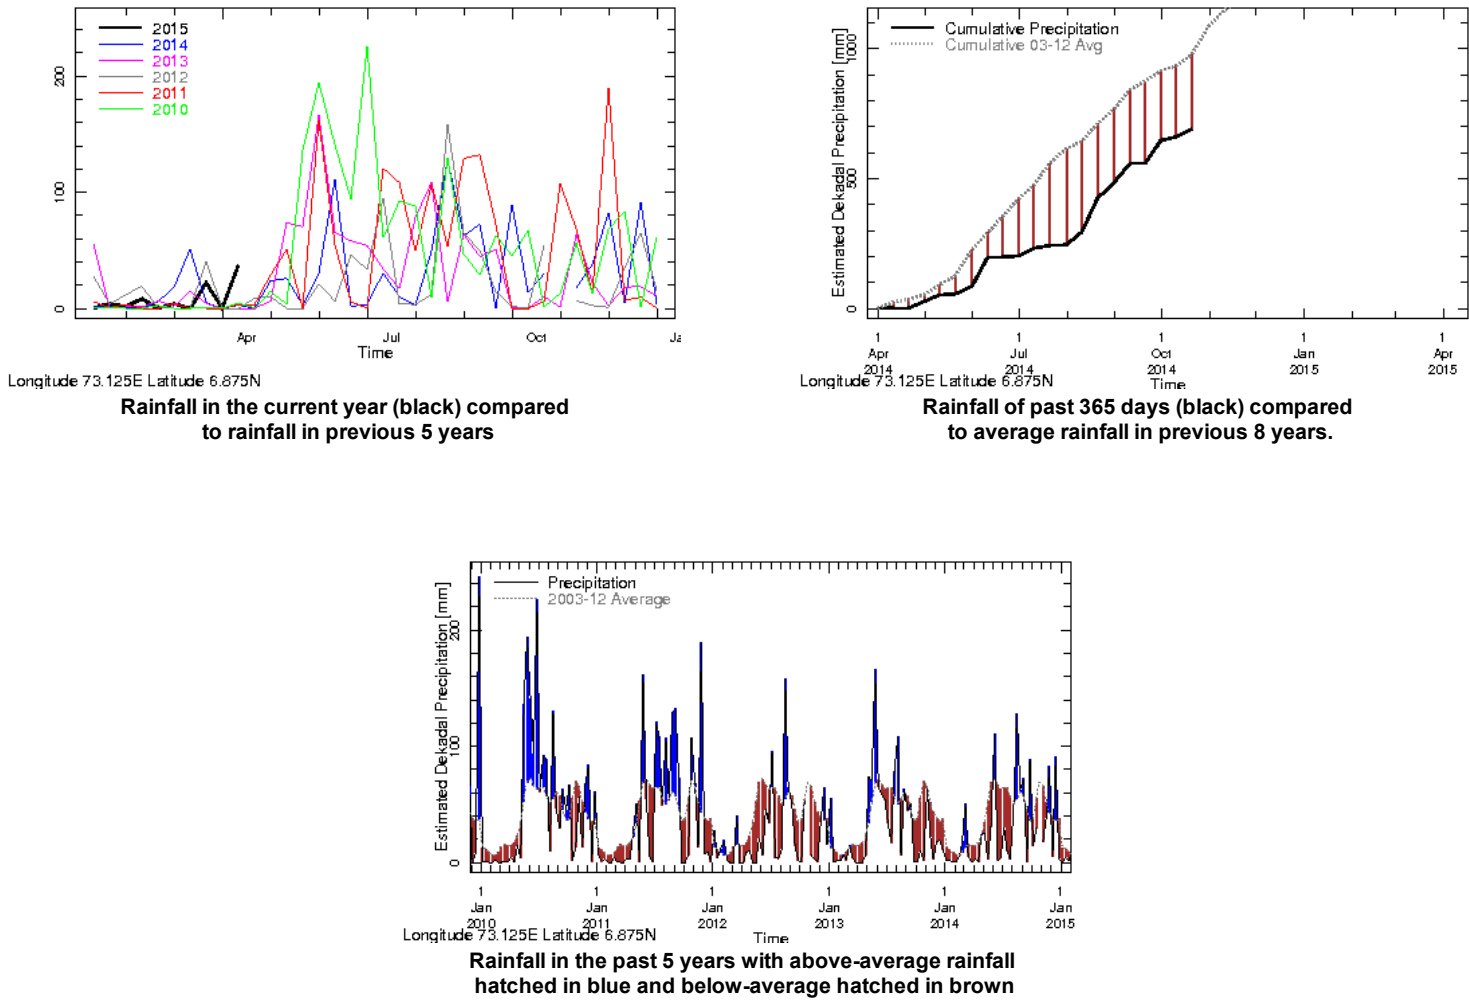 2015
2014
2013
2012
2011
2010
200
100
0
Apr
Jul
Oct
Ja
Time
Longitude 73.125E Latitude 6.875N
Rainfall in the current year (black) compared
to rainfall in previous 5 years
Cumulative Precipitation
Cumulative 03-12 Avg
Estimated Dekadal Precipitation [mm]
1000
500
0
1 1 1 1 1
Apr Jul Oct Jan Apr
2014 2014 2014 2015 2015
Longitude 73.125E Latitude 6.875N
Time
Rainfall of past 365 days (black) compared
to average rainfall in previous 8 years.
Precipitation
2003-12 Average
Estimated Dekadal Precipitation [mm]
200
100
0
1 1 1 1 1 1
Jan Jan Jan Jan Jan Jan
2010 2011 2012 2013 2014 2015
Longitude 73.125E Latitude 6.875N
Time
Rainfall in the past 5 years with above-average rainfall
hatched in blue and below-average hatched in brown